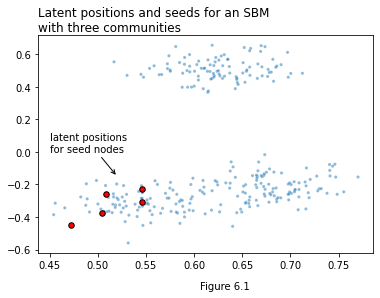 Latent positions and seeds for an SBM
with three communities
0.6
0.4
0.2
latent positions
for seed nodes
0.0
−0.2
−0.4
−0.6
0.45 0.50 0.55 0.60 0.65 0.70 0.75
Figure 6.1